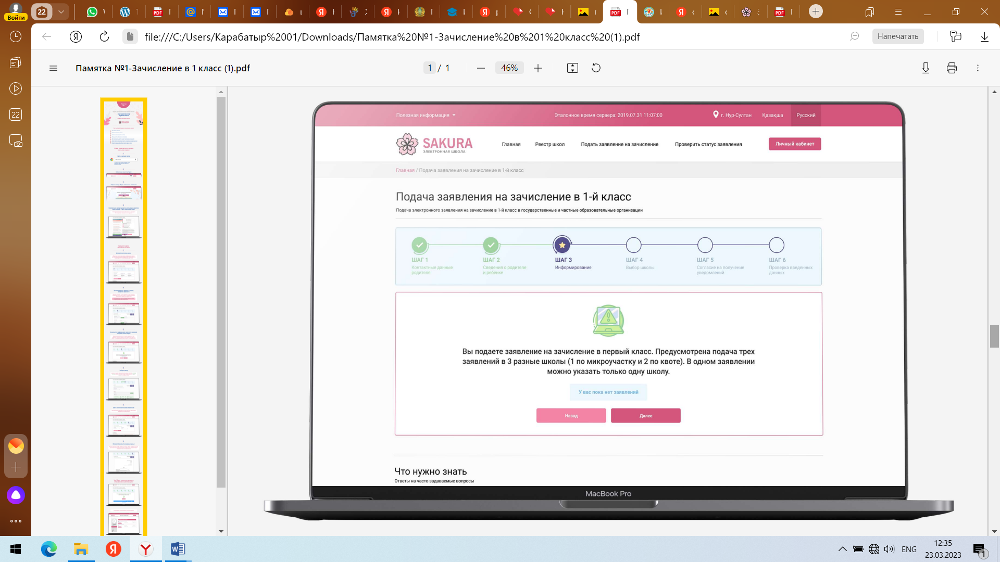 Войти
22
file:///C:/Users/Карабатыр%2001/Downloads/Памятка%20№1-Зачисление%20в%201%20класс%20(1).pdf
Напечатать
Памятка №1-Зачисление в 1 класс (1).pdf
1 / 1
46%
22
Полезная информация
Эталонное время сервера: 2019.07.31 11:07:00
г. Нур-Султан
Қазақша
Русский
SAKURA
ЭЛЕКТРОННАЯ ШКОЛА
Главная
Реестр школ
Подать заявление на зачисление
Проверить статус заявления
Личный кабинет
Главная / Подача заявления на зачисление в 1-й класс
Подача заявления на зачисление в 1-й класс
Подача электронного заявления на зачисление в 1-й класс в государственные и частные образовательные организации
ШАГ 1
Контактные данные
родителя
ШАГ 2
Сведения о родителе
и ребенке
ШАГ 3
Информирование
ШАГ 4
Выбор школы
ШАГ 5
Согласие на получение
уведомлений
ШАГ 6
Проверка введенных
данных
Вы подаете заявление на зачисление в первый класс. Предусмотрена подача трех
заявлений в 3 разные школы (1 по микроучастку и 2 по квоте). В одном заявлении
можно указать только одну школу.
У вас пока нет заявлений
Назад
Далее
Что нужно знать
Ответы на часто задаваемые вопросы
MacBook Pro
ENG
12:35
23.03.2023
1